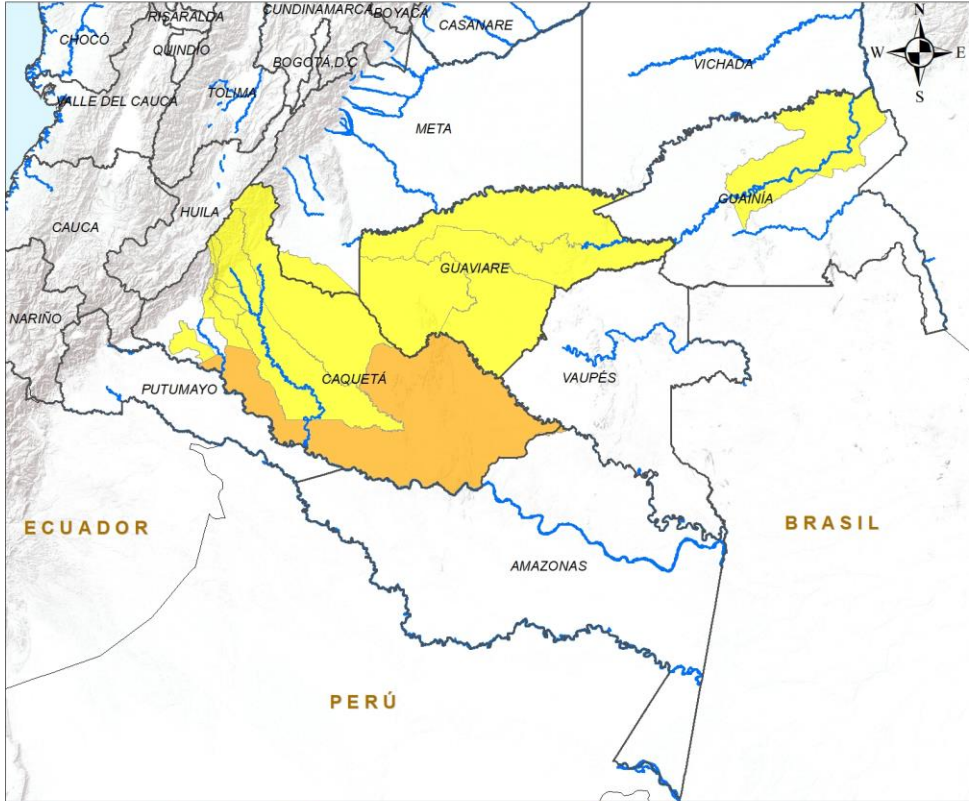 CUNDINAMARCA
BOYACÁ
RISARALDA
CASANARE
N
CHOCÓ
QUINDÍO
W
E
BOGOTÁ,D.C
VICHADA
TOLIMA
S
VALLE DEL CAUCA
META
GUAINÍA
HUILA
CAUCA
GUAVIARE
NARIÑO
CAQUETÁ
VAUPÉS
PUTUMAYO
ECUADOR
BRASIL
AMAZONAS
PERÚ